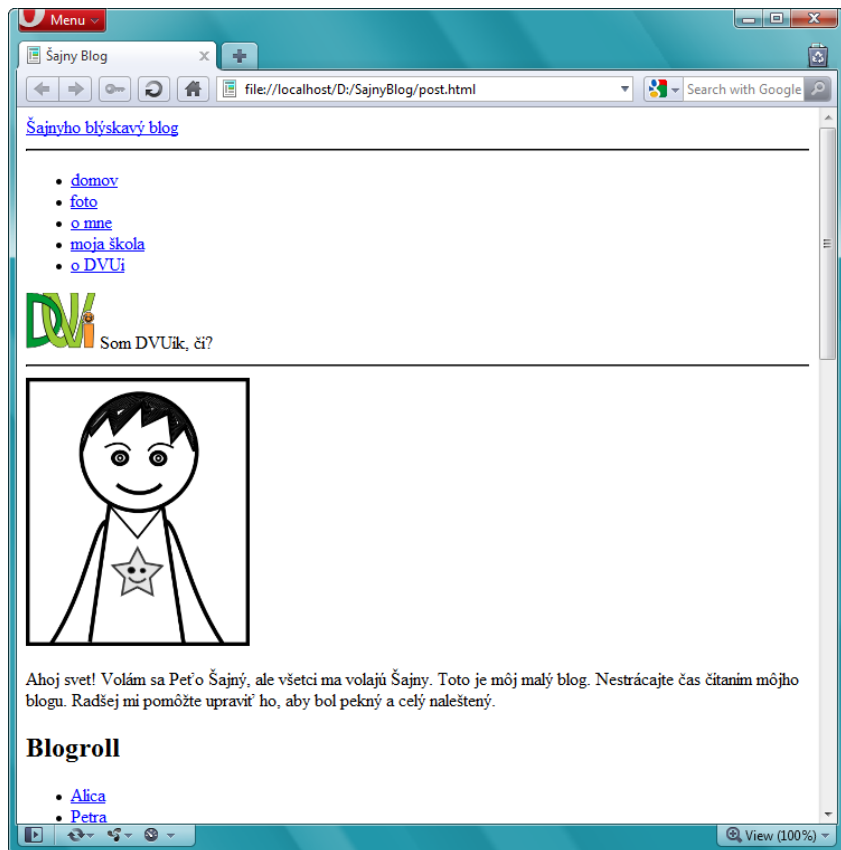 Menu
Šajny Blog
file://localhost/D:/SajnyBlog/post.html
Search with Google
Šajnyho blýskavý blog
domov
foto
o mne
moja škola
o DVUi
DVUi
Som DVUik, či?
Ahoj svet! Volám sa Peťo Šajný, ale všetci ma volajú Šajny. Toto je môj malý blog. Nestrácajte čas čítaním môjho
blogu. Radšej mi pomôžte upraviť ho, aby bol pekný a celý naleštený.
Blogroll
Alica
Petra
View (100%)